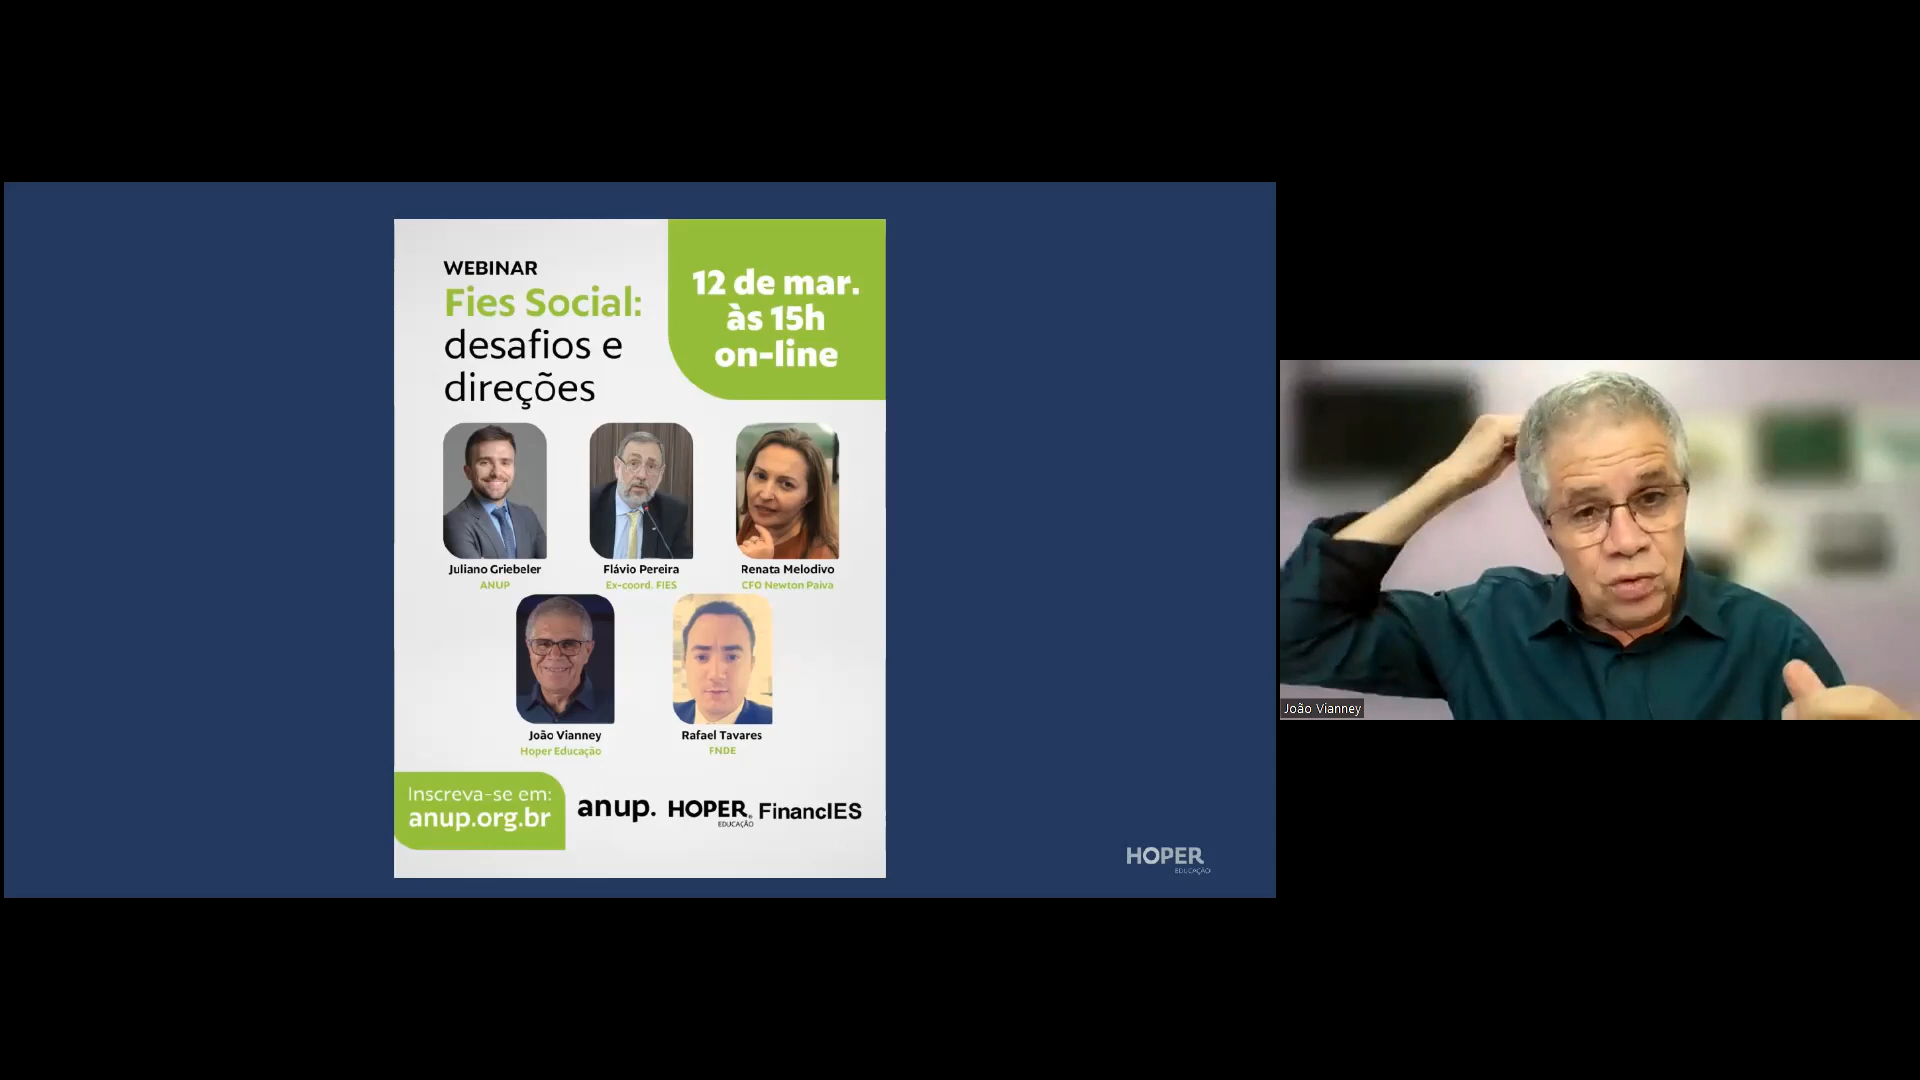 WEBINAR
Fies Social:
desafios e
direções
12 de mar.
às 15h
on-line
Juliano Griebeler
ANUP
Flávio Pereira
Ex-coord. FIES
Renata Melodivo
CFO Newton Paiva
João Vianney
Hoper Educação
Rafael Tavares
FNDE
Inscreva-se em:
anup.org.br
anup.
HOPER
EDUCAÇÃO
FinancIES
HOPER
EDUCAÇÃO
João Vianney